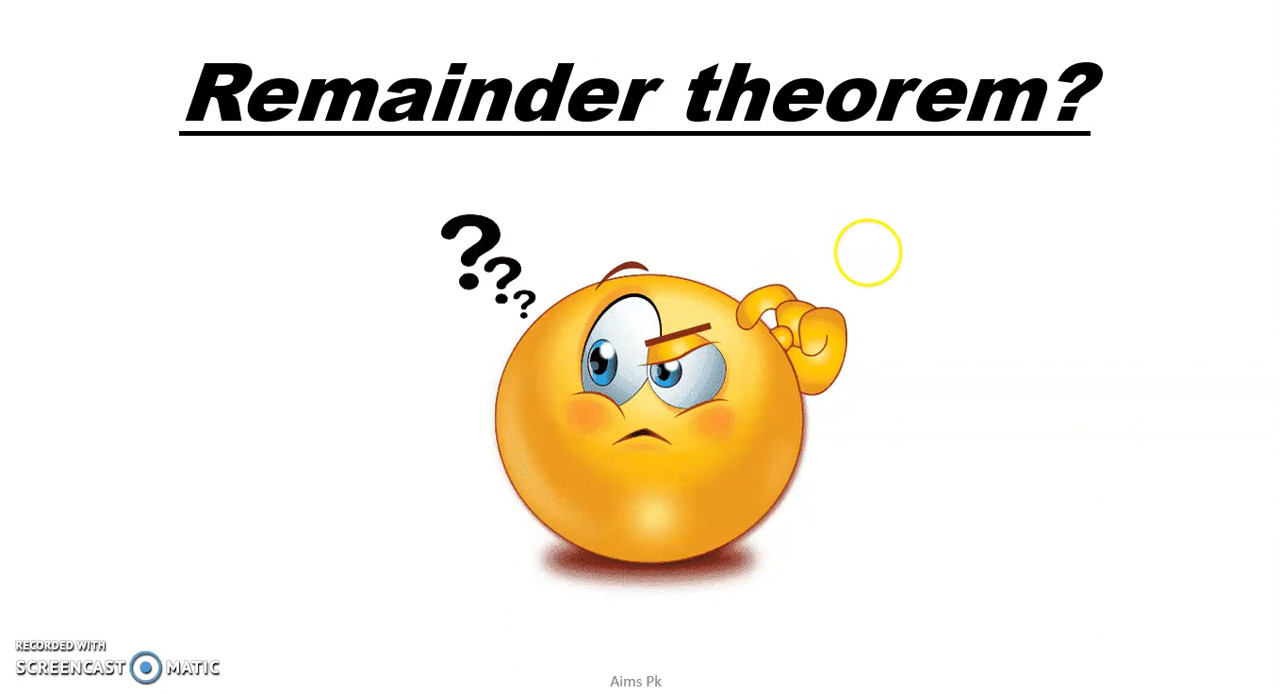 Remainder theorem?
? ? ?
RECORDED WITH
SCREENCAST MATIC
Aims Pk